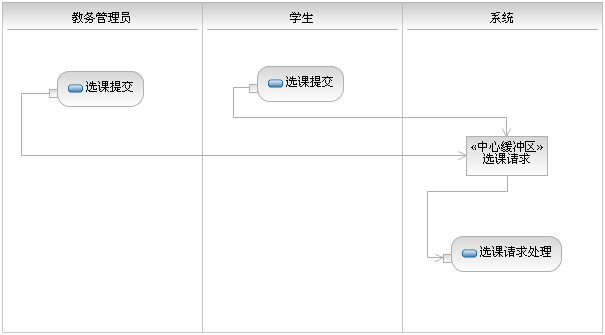 教务管理员
学生
系统
选课提交
选课提交
«中心缓冲区»
选课请求
选课请求处理